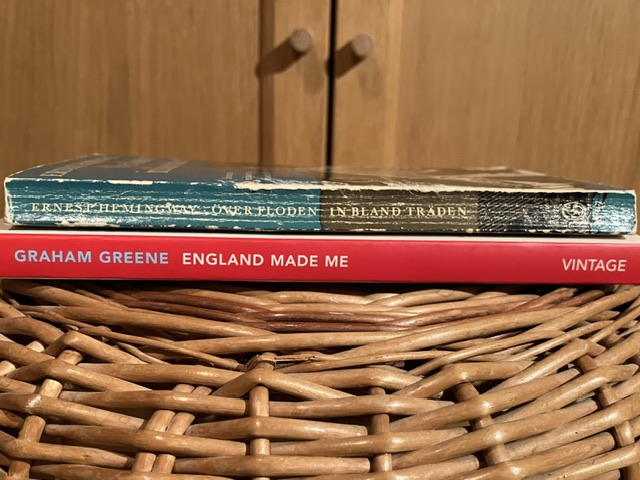 ERNEST HEMINGWAY · ÖVER FLODEN IN BLAND TRÄDEN
GRAHAM GREENE ENGLAND MADE ME VINTAGE